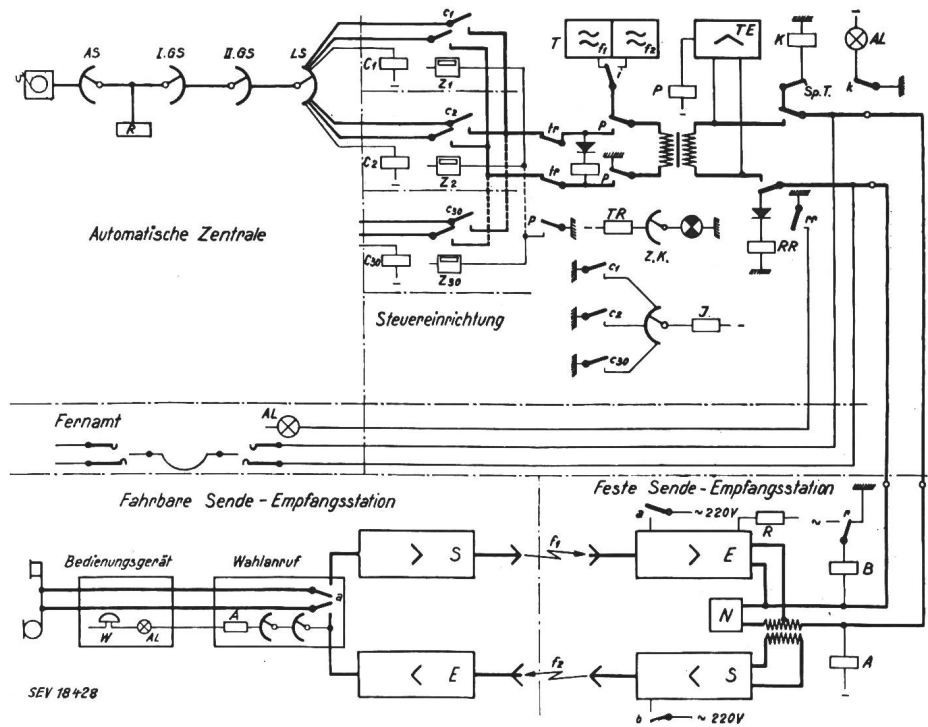 AS
I.GS
II.GS
LS
R
c1
C1
Z1
c2
C2
Z2
c30
C30
Z30
T
f1
f2
i
TE
P
K
AL
Sp.T.
k
tr
p
tr
p
p
TR
Z.K.
RR
rr
Automatische Zentrale
Steuereinrichtung
c1
c2
c30
J.
Fernamt
AL
Fahrbare Sende-Empfangsstation
Feste Sende-Empfangsstation
a
~ 220V
R
~
r
S
f1
E
B
Bedienungsgerät
Wahlanruf
a
A
W
AL
N
E
f2
S
A
b
~ 220V
SEV 18428